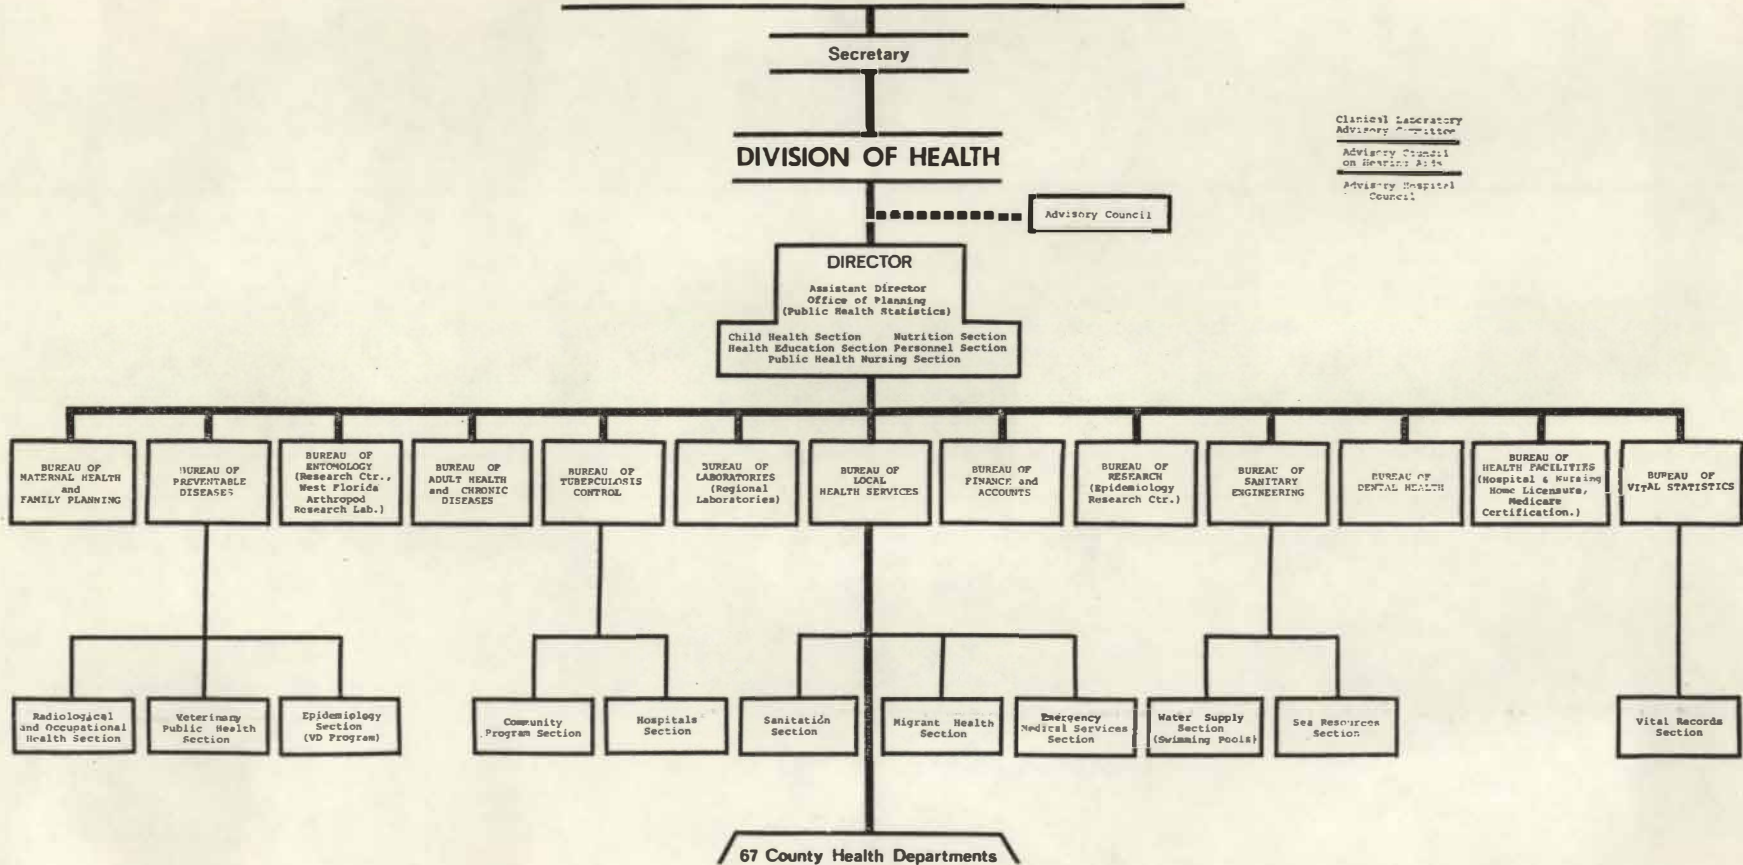 Secretary
DIVISION OF HEALTH
Clinical Laboratory
Advisory Committee
Advisory Council
on Hearing Aids
Advisory Hospital
Council
Advisory Council
DIRECTOR
Assistant Director
Office of Planning
(Public Health Statistics)
Child Health Section Nutrition Section
Health Education Section Personnel Section
Public Health Nursing Section
BUREAU OF
MATERNAL HEALTH
and
FAMILY PLANNING
BUREAU OF
PREVENTABLE
DISEASES
BUREAU OF
ENTOMOLOGY
(Research Ctr.,
West Florida
Arthropod
Research Lab.)
BUREAU OF
ADULT HEALTH
and CHRONIC
DISEASES
BUREAU OF
TUBERCULOSIS
CONTROL
BUREAU OF
LABORATORIES
(Regional
Laboratories)
BUREAU OF
LOCAL
HEALTH SERVICES
BUREAU OF
FINANCE and
ACCOUNTS
BUREAU OF
RESEARCH
(Epidemiology
Research Ctr.)
BUREAU OF
SANITARY
ENGINEERING
BUREAU OF
DENTAL HEALTH
BUREAU OF
HEALTH FACILITIES
(Hospital & Nursing
Home Licensure,
Medicare
Certification.)
BUREAU OF
VITAL STATISTICS
Radiological
and Occupational
Health Section
Veterinary
Public Health
Section
Epidemiology
Section
(VD Program)
Community
Program Section
Hospitals
Section
Sanitation
Section
Migrant Health
Section
Emergency
Medical Services
Section
Water Supply
Section
(Swimming Pools)
Sea Resources
Section
Vital Records
Section
67 County Health Departments